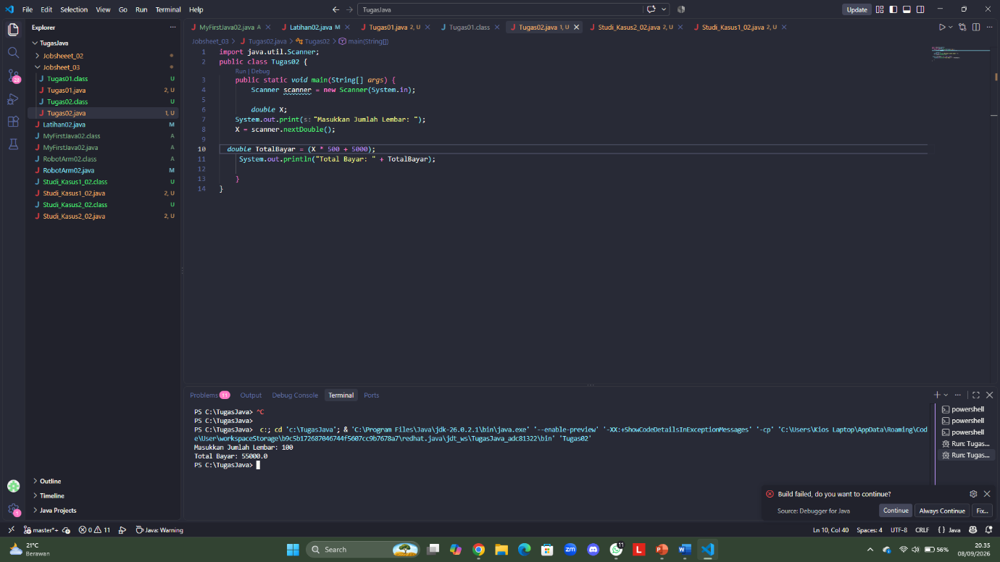 File Edit Selection View Go Run Terminal Help
TugasJava
Update
Explorer
MyFirstJava02.java A
Latihan02.java M
Tugas01.java 2, U
Tugas01.class
Tugas02.java 1, U
Studi_Kasus2_02.java 2, U
Studi_Kasus1_02.java 2, U
TugasJava
Jobsheeet_02
Jobsheet_03
Tugas01.class U
Tugas01.java 2, U
Tugas02.class U
Tugas02.java 1, U
Latihan02.java M
MyFirstJava02.class A
MyFirstJava02.java A
RobotArm02.class A
RobotArm02.java M
Studi_Kasus1_02.class U
Studi_Kasus1_02.java 2, U
Studi_Kasus2_02.class U
Studi_Kasus2_02.java 2, U
Outline
Timeline
Java Projects
28
1
Jobsheet_03 > Tugas02.java > Tugas02 > main(String[])
1 import java.util.Scanner;
2 public class Tugas02 {
Run | Debug
3 public static void main(String[] args) {
4 Scanner scanner = new Scanner(System.in);
5
6 double X;
7 System.out.print(s: "Masukkan Jumlah Lembar: ");
8 X = scanner.nextDouble();
9
10 double TotalBayar = (X * 500 + 5000);
11 System.out.println("Total Bayar: " + TotalBayar);
12
13 }
14 }
Problems 11 Output Debug Console Terminal Ports
PS C:\TugasJava> ^C
PS C:\TugasJava>
PS C:\TugasJava> c:; cd 'c:\TugasJava'; & 'C:\Program Files\Java\jdk-26.0.2.1\bin\java.exe' '--enable-preview' '-XX:+ShowCodeDetailsInExceptionMessages' '-cp' 'C:\Users\Kios Laptop\AppData\Roaming\Cod
e\User\workspaceStorage\b9c5b172687046744f5607cc9b7678a7\redhat.java\jdt_ws\TugasJava_adc81322\bin' 'Tugas02'
Masukkan Jumlah Lembar: 100
Total Bayar: 55000.0
PS C:\TugasJava>
powershell
powershell
powershell
Run: Tugas...
Run: Tugas...
Build failed, do you want to continue?
Source: Debugger for Java
Continue
Always Continue
Fix...
master*+ 0 11 Java: Warning
Ln 10, Col 40 Spaces: 4 UTF-8 CRLF { } Java
21°C
Berawan
Search
zm
11
L
56%
20.35
08/09/2026